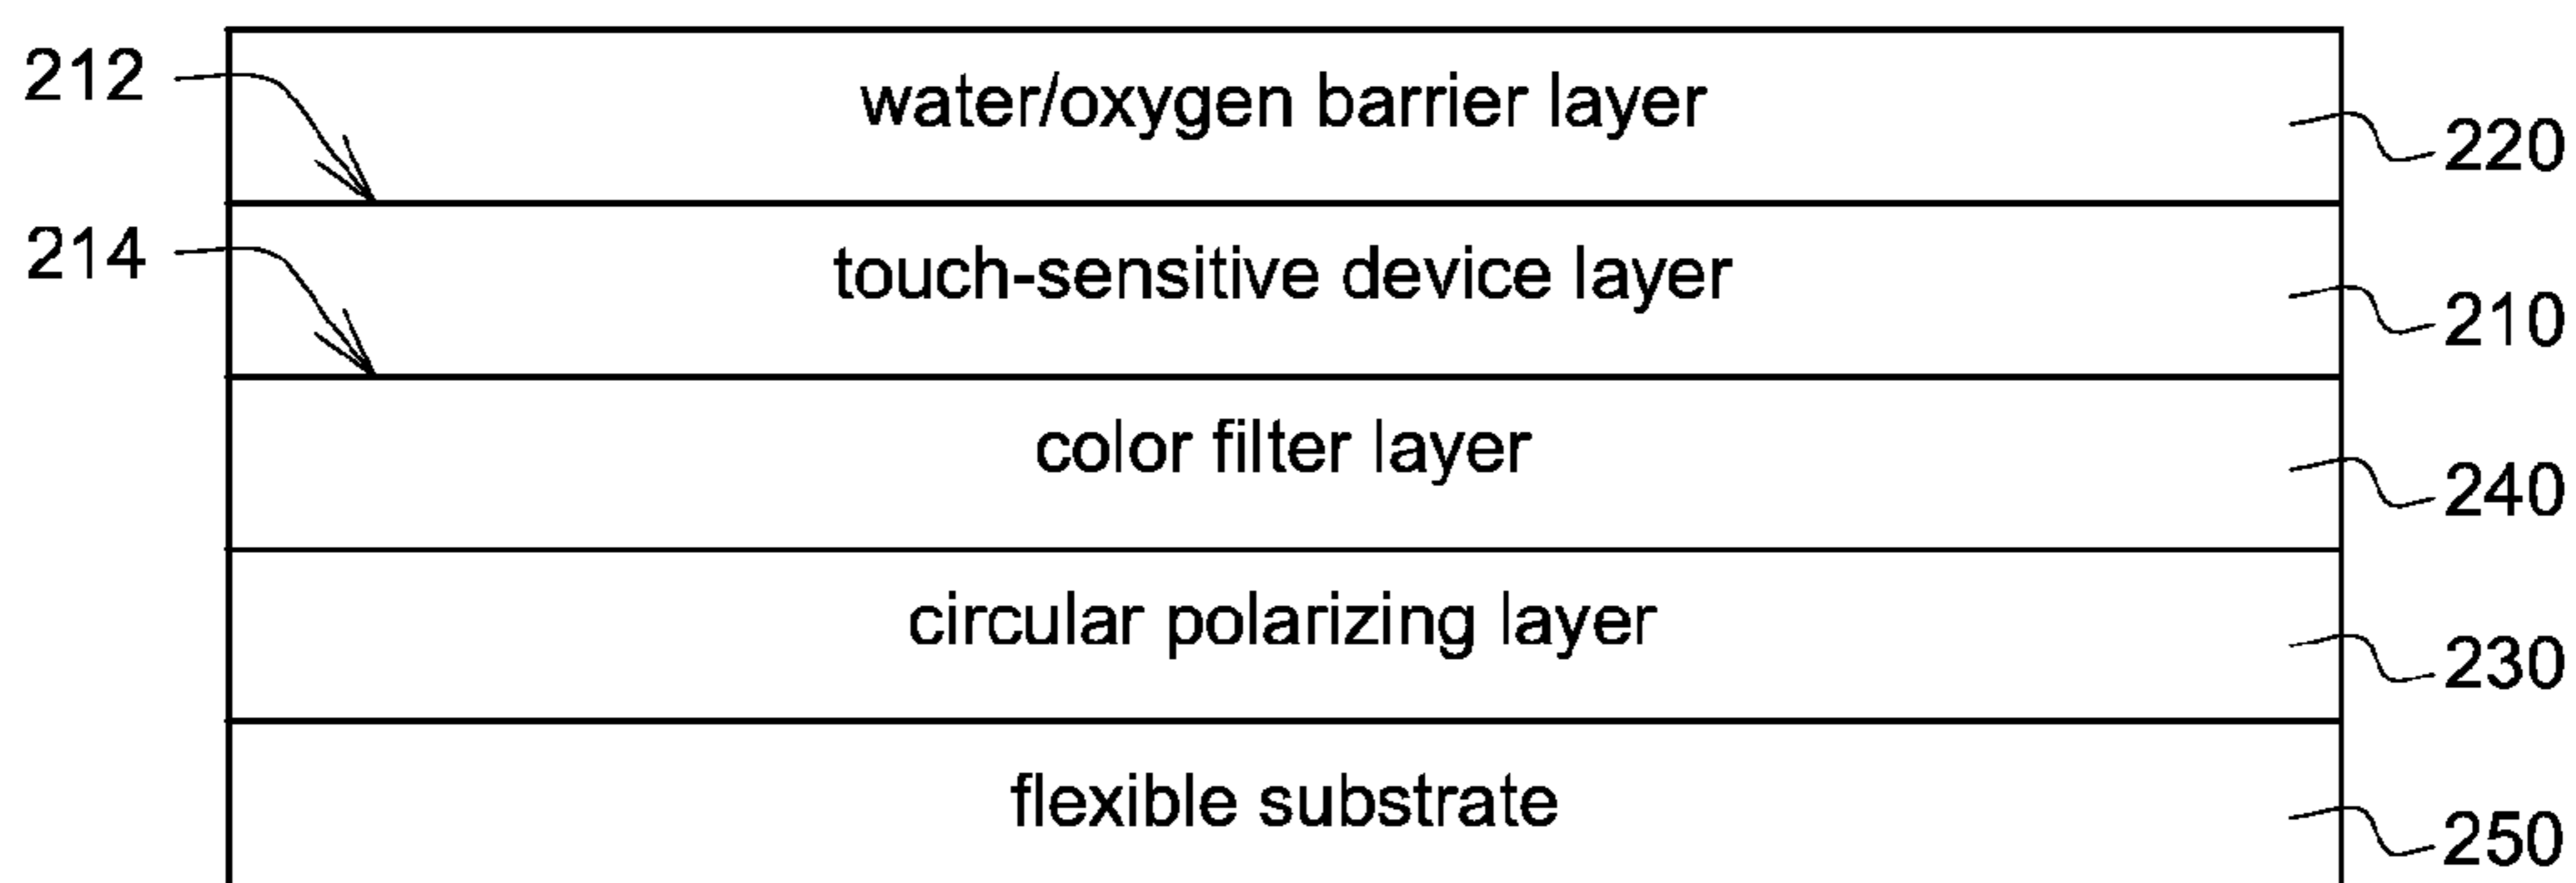 212
water/oxygen barrier layer
220
214
touch-sensitive device layer
210
color filter layer
240
circular polarizing layer
230
flexible substrate
250